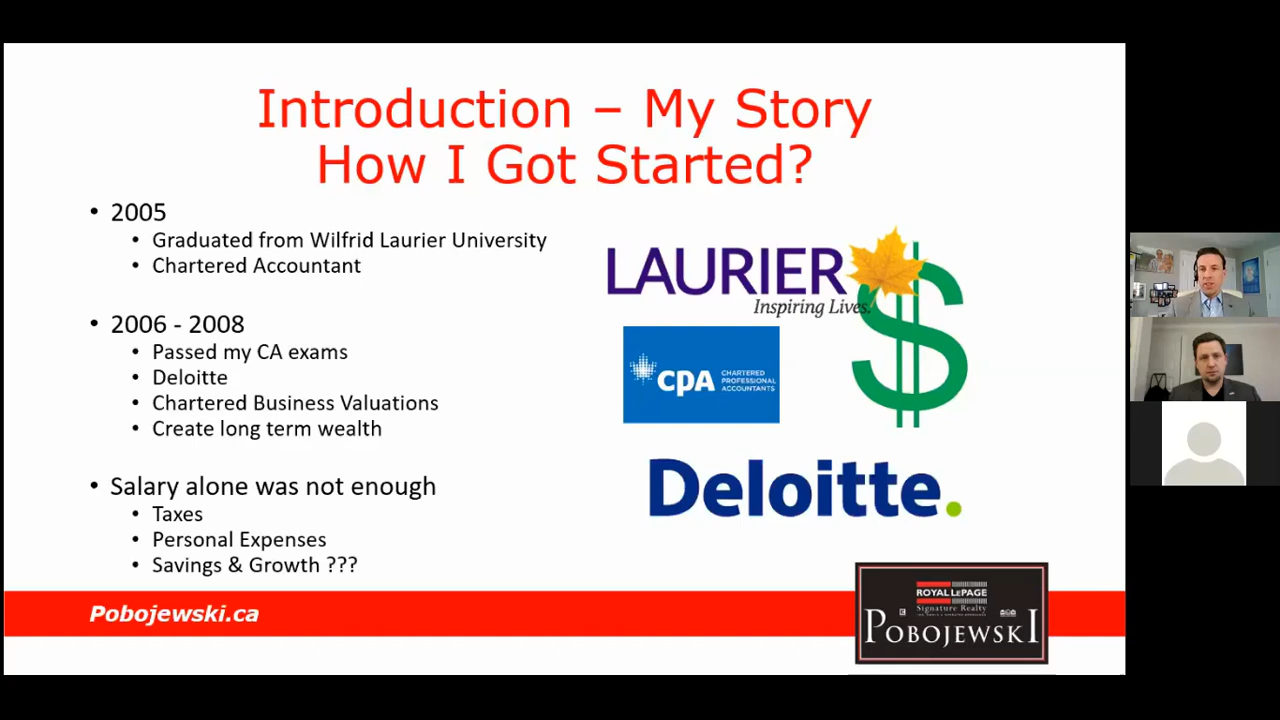 Introduction – My Story
How I Got Started?
• 2005
• Graduated from Wilfrid Laurier University
• Chartered Accountant
• 2006 - 2008
• Passed my CA exams
• Deloitte
• Chartered Business Valuations
• Create long term wealth
• Salary alone was not enough
• Taxes
• Personal Expenses
• Savings & Growth ???
LAURIER
Inspiring Lives.
$
CPA
CHARTERED
PROFESSIONAL
ACCOUNTANTS
Deloitte.
Pobojewski.ca
ROYAL LEPAGE
Signature Realty
POBOJEWSKI